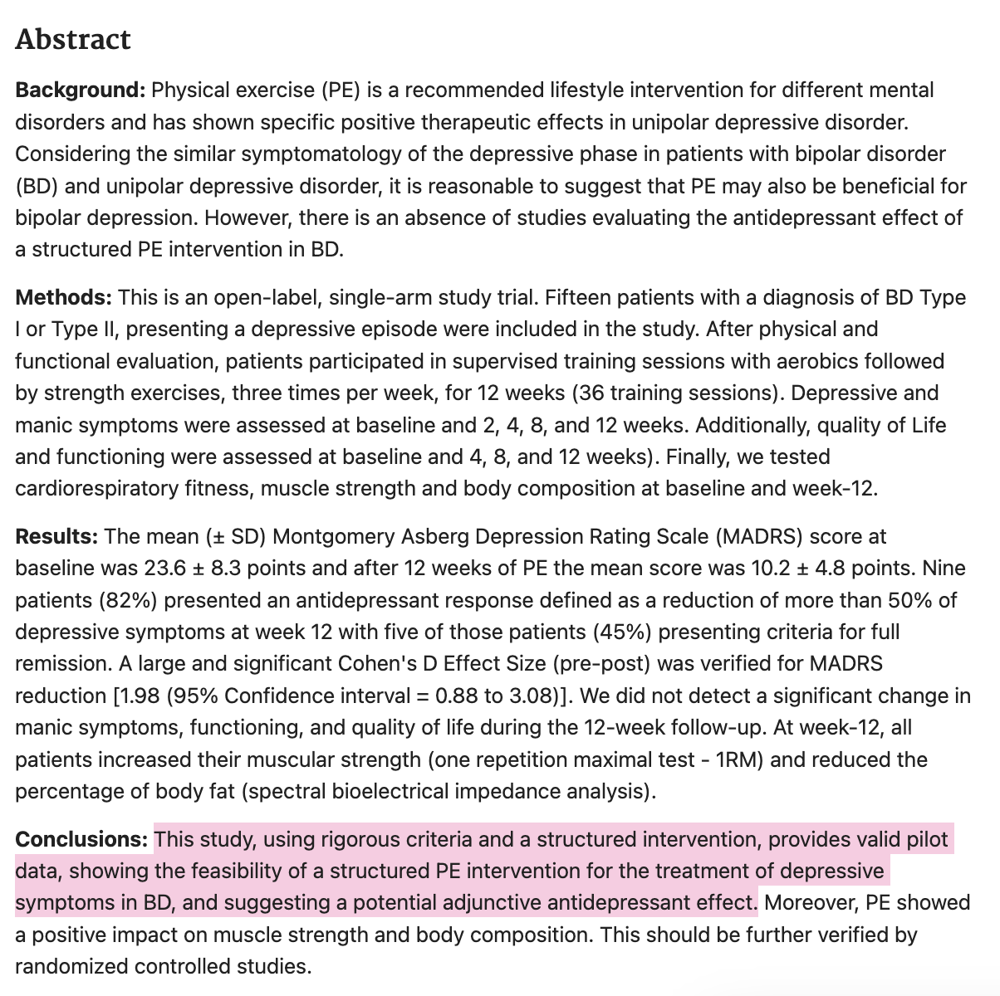 Abstract
Background: Physical exercise (PE) is a recommended lifestyle intervention for different mental
disorders and has shown specific positive therapeutic effects in unipolar depressive disorder.
Considering the similar symptomatology of the depressive phase in patients with bipolar disorder
(BD) and unipolar depressive disorder, it is reasonable to suggest that PE may also be beneficial for
bipolar depression. However, there is an absence of studies evaluating the antidepressant effect of
a structured PE intervention in BD.
Methods: This is an open-label, single-arm study trial. Fifteen patients with a diagnosis of BD Type
I or Type II, presenting a depressive episode were included in the study. After physical and
functional evaluation, patients participated in supervised training sessions with aerobics followed
by strength exercises, three times per week, for 12 weeks (36 training sessions). Depressive and
manic symptoms were assessed at baseline and 2, 4, 8, and 12 weeks. Additionally, quality of Life
and functioning were assessed at baseline and 4, 8, and 12 weeks). Finally, we tested
cardiorespiratory fitness, muscle strength and body composition at baseline and week-12.
Results: The mean (± SD) Montgomery Asberg Depression Rating Scale (MADRS) score at
baseline was 23.6 ± 8.3 points and after 12 weeks of PE the mean score was 10.2 ± 4.8 points. Nine
patients (82%) presented an antidepressant response defined as a reduction of more than 50% of
depressive symptoms at week 12 with five of those patients (45%) presenting criteria for full
remission. A large and significant Cohen's D Effect Size (pre-post) was verified for MADRS
reduction [1.98 (95% Confidence interval = 0.88 to 3.08)]. We did not detect a significant change in
manic symptoms, functioning, and quality of life during the 12-week follow-up. At week-12, all
patients increased their muscular strength (one repetition maximal test - 1RM) and reduced the
percentage of body fat (spectral bioelectrical impedance analysis).
Conclusions: This study, using rigorous criteria and a structured intervention, provides valid pilot
data, showing the feasibility of a structured PE intervention for the treatment of depressive
symptoms in BD, and suggesting a potential adjunctive antidepressant effect. Moreover, PE showed
a positive impact on muscle strength and body composition. This should be further verified by
randomized controlled studies.